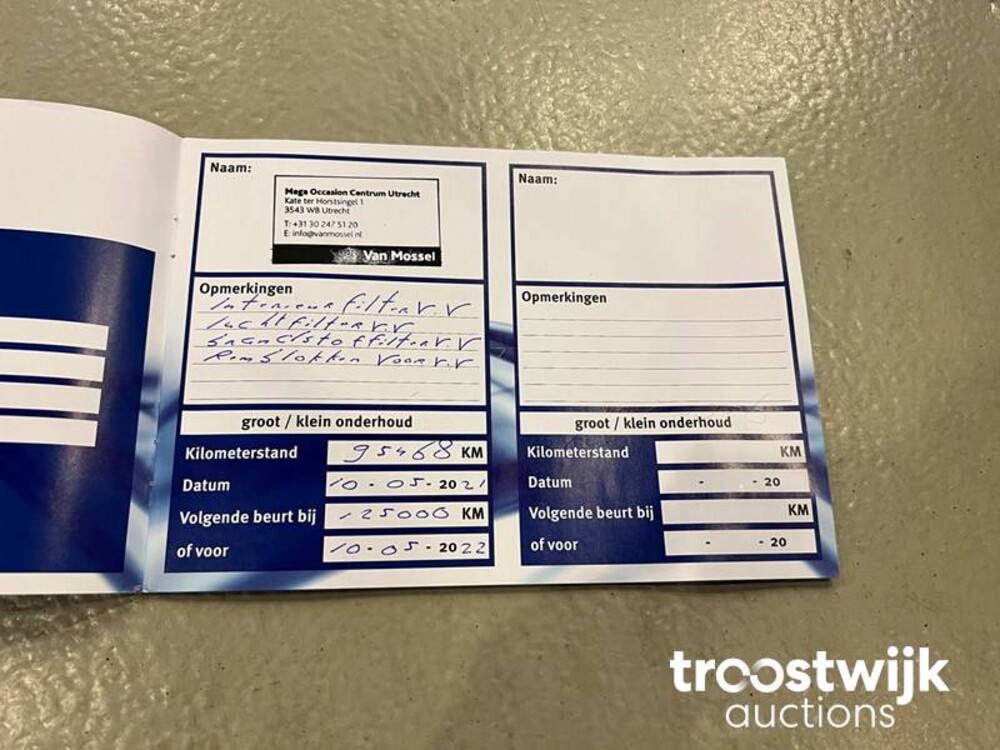 Naam:
Mega Occasion Centrum Utrecht
Kate ter Horstsingel 1
3543 WB Utrecht
T: +31 30 247 51 20
E: info@vanmossel.nl
Van Mossel
Opmerkingen
Interieur filter V.V
luchtfilter V.V
brandstoffilter V.V
Remblokken voor V.V
groot / klein onderhoud
Kilometerstand 95468 KM
Datum 10-05-2021
Volgende beurt bij 125000 KM
of voor 10-05-2022
Naam:
Opmerkingen
groot / klein onderhoud
Kilometerstand KM
Datum - - 20
Volgende beurt bij KM
of voor - - 20
troostwijk
auctions